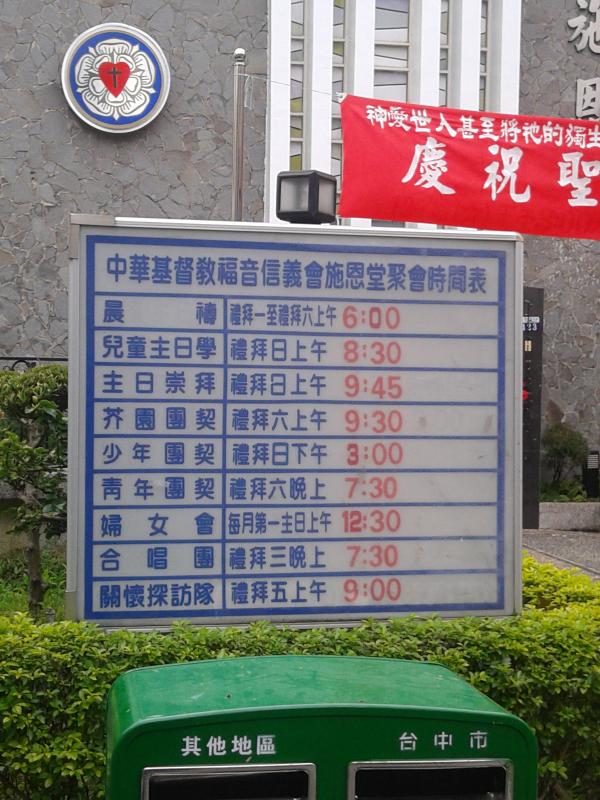 施
恩
神愛世人甚至將祂的獨生
慶祝聖
中華基督教福音信義會施恩堂聚會時間表
晨禱 禮拜一至禮拜六上午 6:00
兒童主日學 禮拜日上午 8:30
主日崇拜 禮拜日上午 9:45
芥園團契 禮拜六上午 9:30
少年團契 禮拜日下午 3:00
青年團契 禮拜六晚上 7:30
婦女會 每月第一主日上午 12:30
合唱團 禮拜三晚上 7:30
關懷探訪隊 禮拜五上午 9:00
其他地區 台中市